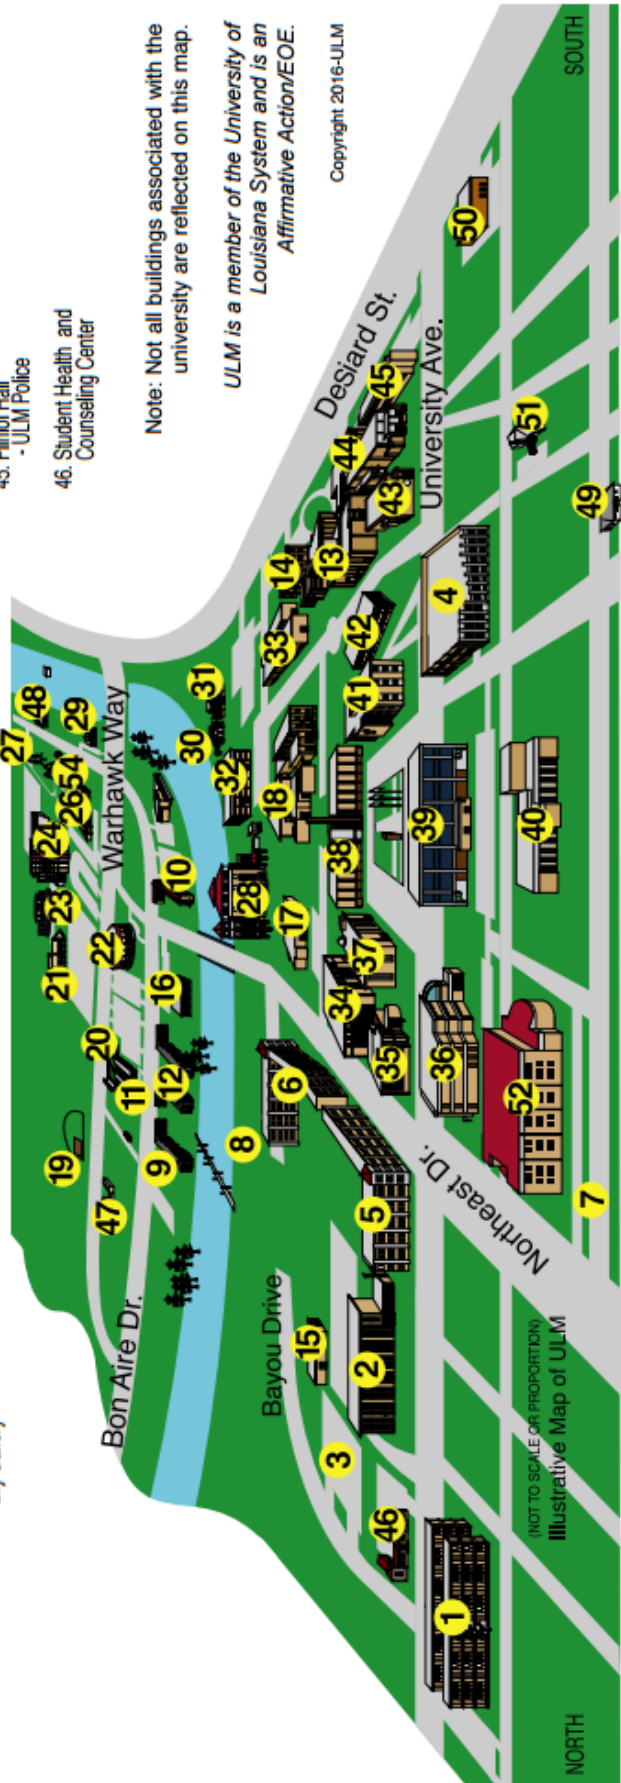 45. Filhiol Hall
- ULM Police
46. Student Health and
Counseling Center
Note: Not all buildings associated with the
university are reflected on this map.
ULM is a member of the University of
Louisiana System and is an
Affirmative Action/EOE.
Copyright 2016-ULM
27
48
29
54
26
24
23
21
22
20
19
47
11
12
16
10
9
Warhawk Way
Bon Aire Dr.
31
30
32
28
8
6
5
17
18
33
14
13
44
45
43
42
41
38
37
34
35
DeSiard St.
University Ave.
Bayou Drive
15
2
3
46
1
39
4
40
36
52
7
Northeast Dr.
50
51
49
SOUTH
NORTH
(NOT TO SCALE OR PROPORTION)
Illustrative Map of ULM